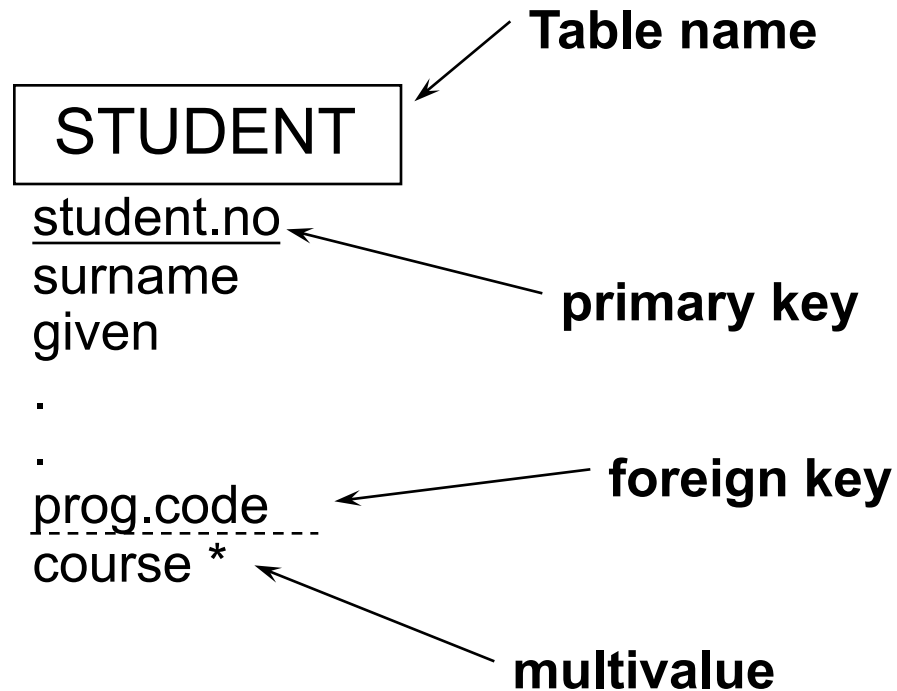 Table name
STUDENT
student.no
surname
given
primary key
.
.
foreign key
prog.code
course *
multivalue